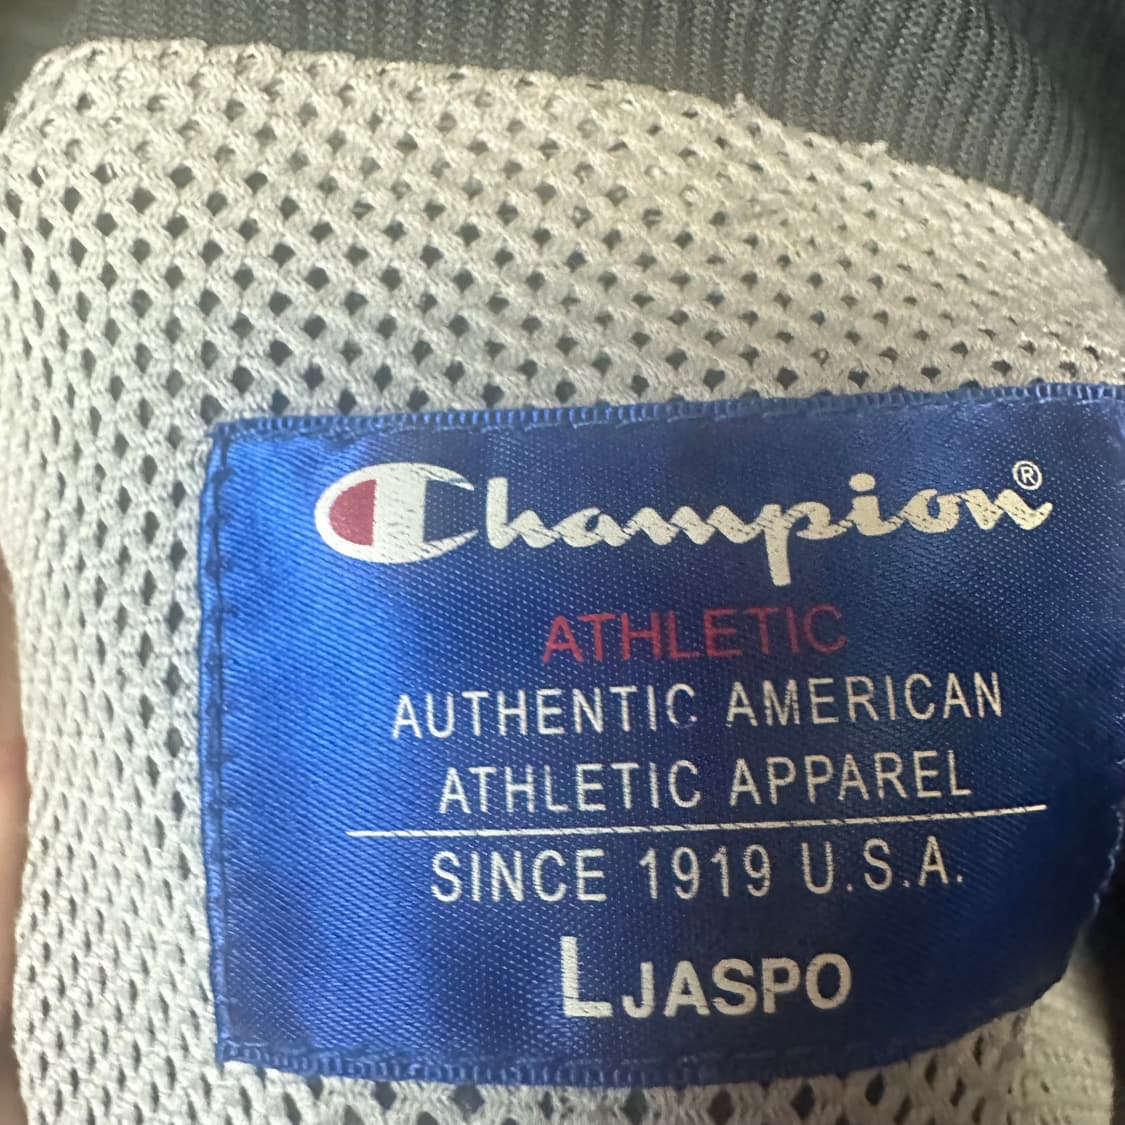 Champion®
ATHLETIC
AUTHENTIC AMERICAN
ATHLETIC APPAREL
SINCE 1919 U.S.A.
L JASPO